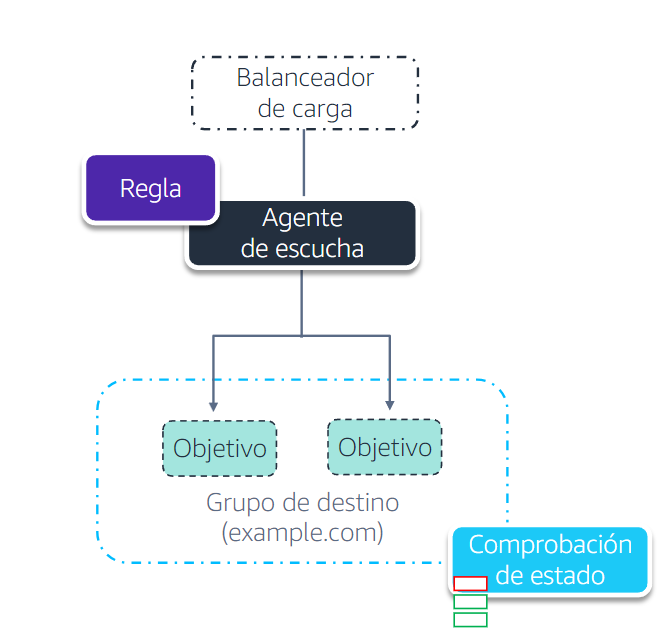 Balanceador
de carga
Regla
Agente
de escucha
Objetivo
Objetivo
Grupo de destino
(example.com)
Comprobación
de estado